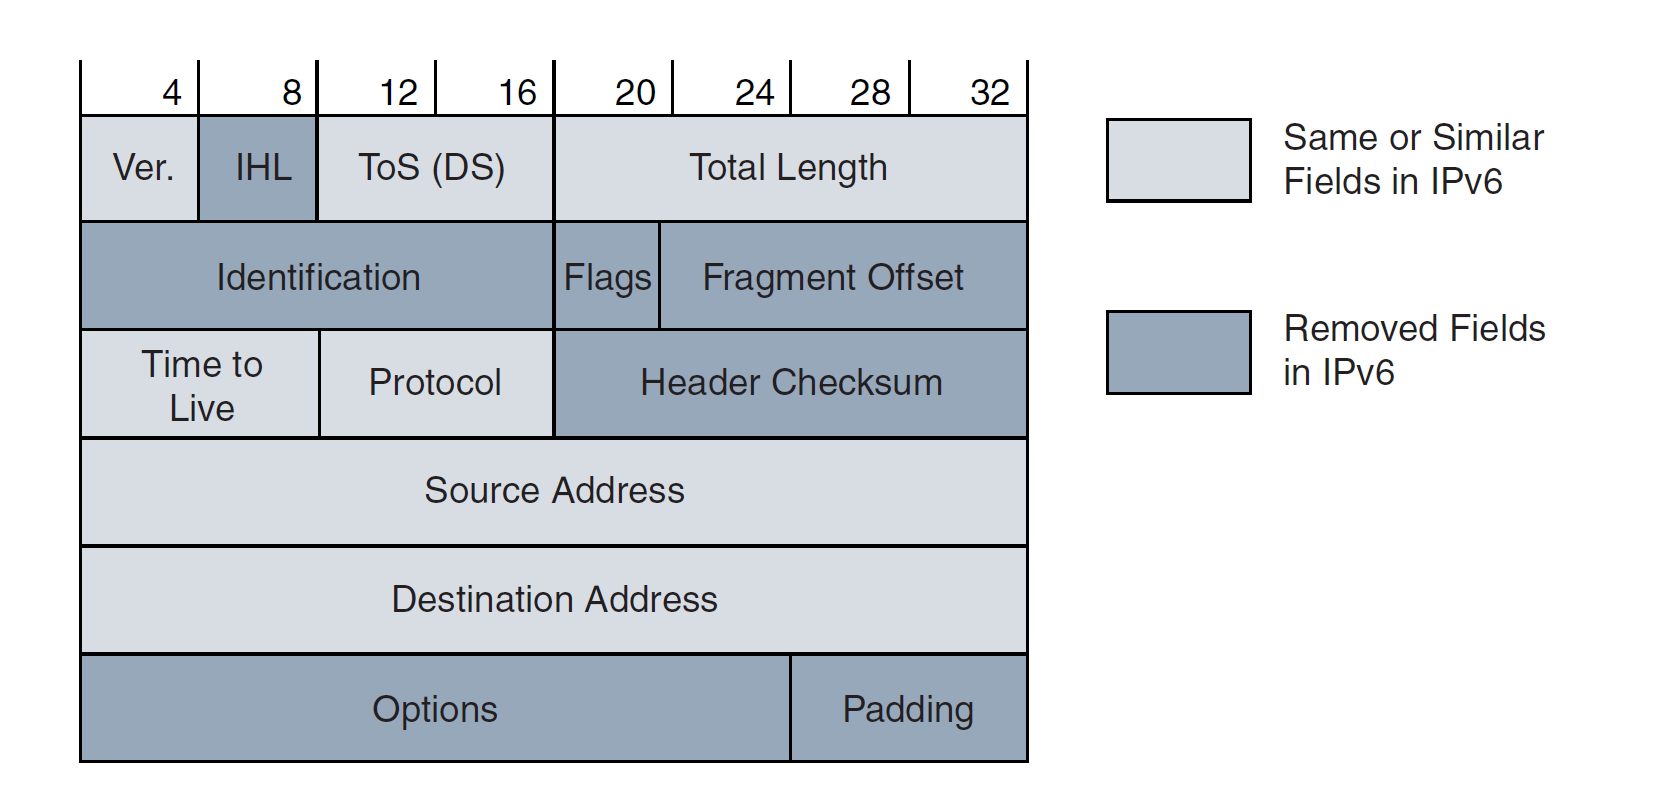 4 8 12 16 20 24 28 32
Ver. IHL ToS (DS) Total Length
Identification Flags Fragment Offset
Time to
Live
Protocol Header Checksum
Source Address
Destination Address
Options Padding
Same or Similar
Fields in IPv6
Removed Fields
in IPv6